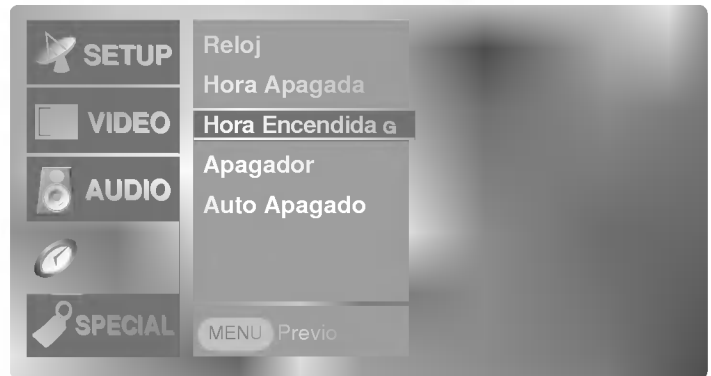 SETUP
VIDEO
AUDIO
SPECIAL
Reloj
Hora Apagada
Hora Encendida G
Apagador
Auto Apagado
MENU Previo